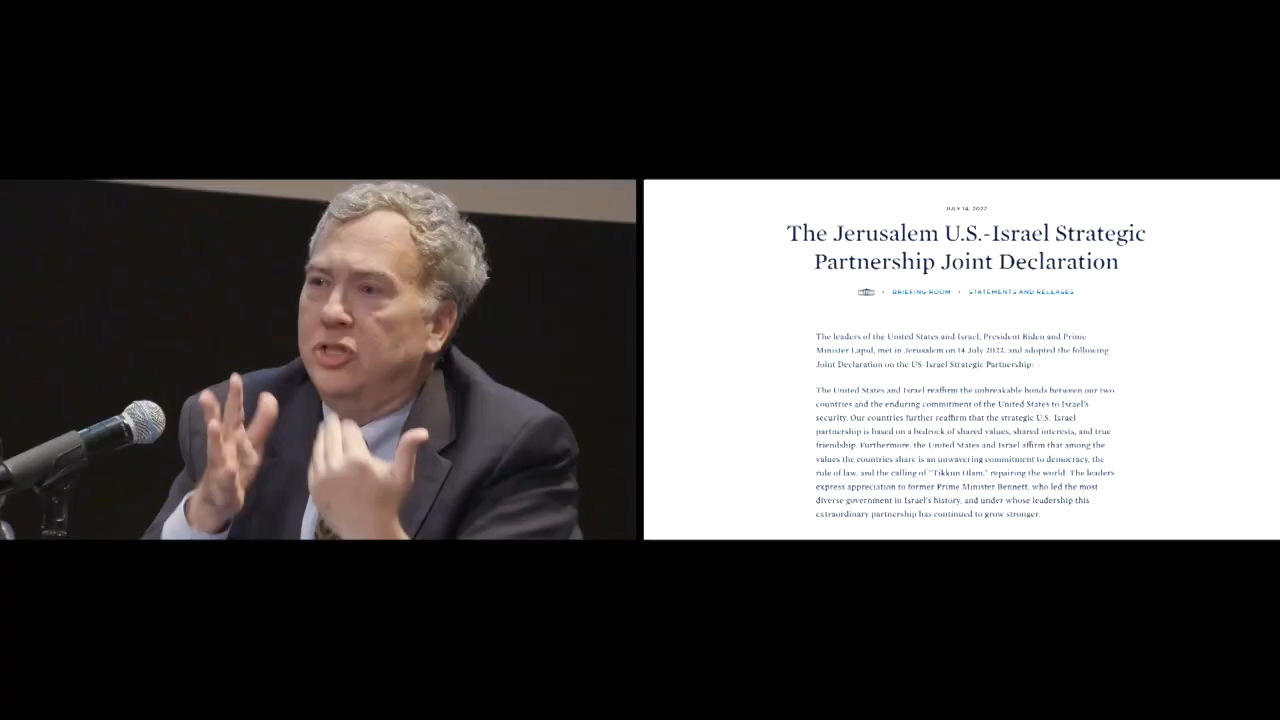 JULY 14, 2022
The Jerusalem U.S.-Israel Strategic
Partnership Joint Declaration
BRIEFING ROOM
STATEMENTS AND RELEASES
The leaders of the United States and Israel, President Biden and Prime
Minister Lapid, met in Jerusalem on 14 July 2022, and adopted the following
Joint Declaration on the US-Israel Strategic Partnership:
The United States and Israel reaffirm the unbreakable bonds between our two
countries and the enduring commitment of the United States to Israel's
security. Our countries further reaffirm that the strategic U.S.-Israel
partnership is based on a bedrock of shared values, shared interests, and true
friendship. Furthermore, the United States and Israel affirm that among the
values the countries share is an unwavering commitment to democracy, the
rule of law, and the calling of "Tikkun Olam," repairing the world. The leaders
express appreciation to former Prime Minister Bennett, who led the most
diverse government in Israel's history, and under whose leadership this
extraordinary partnership has continued to grow stronger.